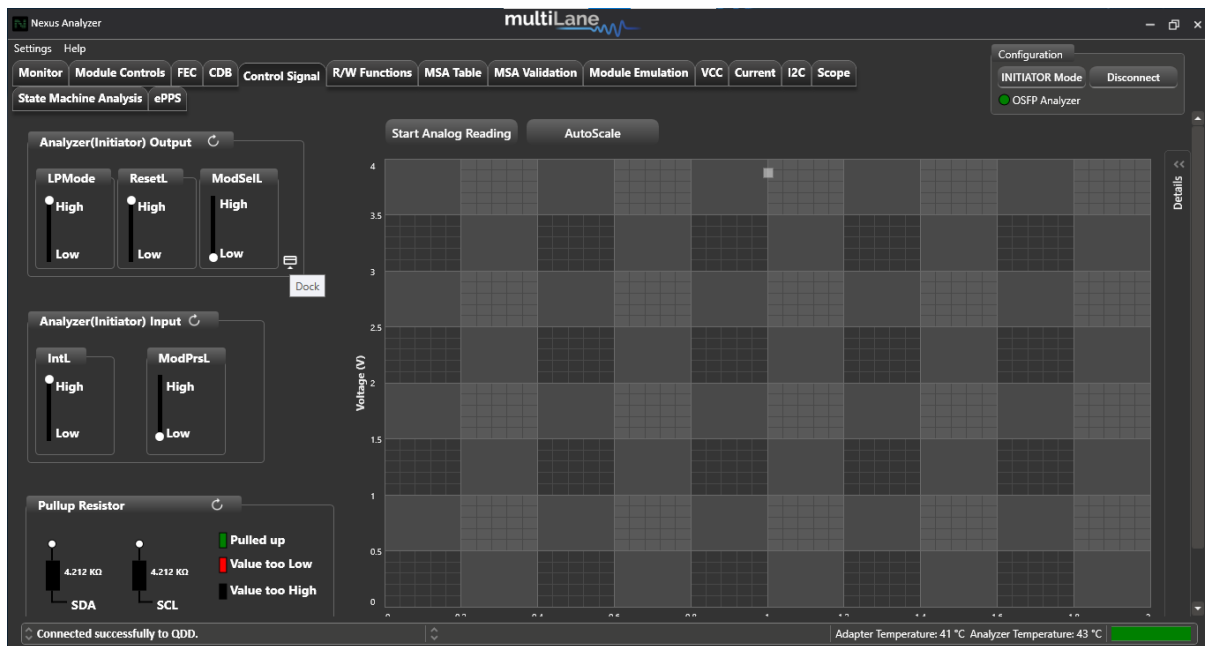 Nexus Analyzer
multiLane
Settings Help
Configuration
Monitor Module Controls FEC CDB Control Signal R/W Functions MSA Table MSA Validation Module Emulation VCC Current I2C Scope
INITIATOR Mode Disconnect
State Machine Analysis ePPS
OSFP Analyzer
Analyzer(Initiator) Output
Start Analog Reading AutoScale
LPMode ResetL ModSelL
High High High
Low Low Low
Dock
Analyzer(Initiator) Input
IntL ModPrsL
High High
Low Low
Pullup Resistor
Pulled up
Value too Low
4.212 KΩ 4.212 KΩ
Value too High
SDA SCL
Voltage (V)
4
3.5
3
2.5
2
1.5
1
0.5
0
Details
Connected successfully to QDD.
Adapter Temperature: 41 °C Analyzer Temperature: 43 °C